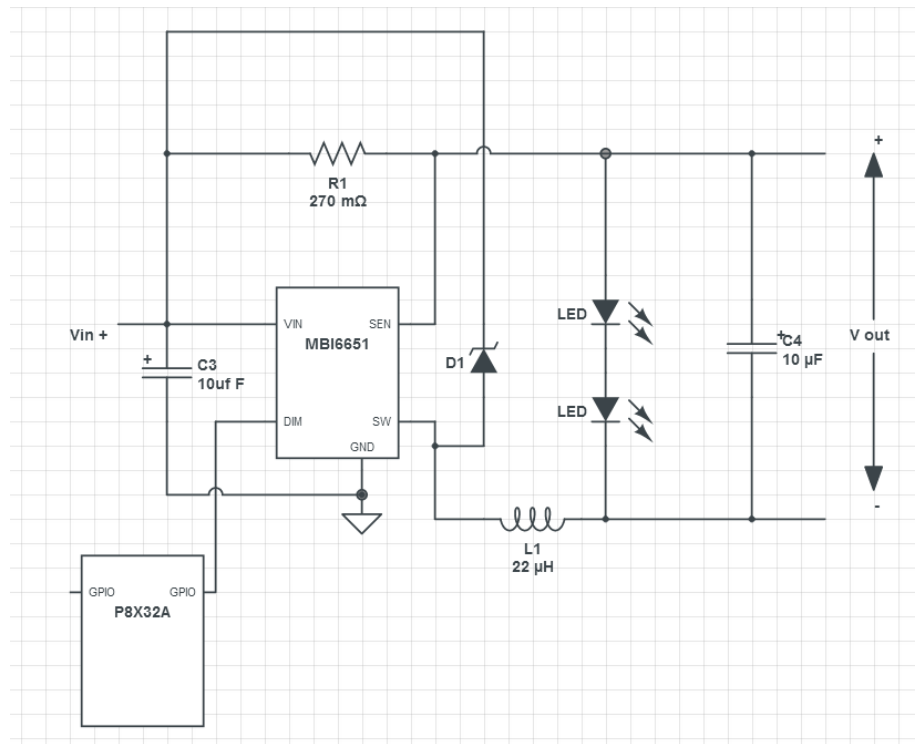 R1
270 mΩ
Vin +
+
C3
10uf F
VIN
SEN
MBI6651
DIM
SW
GND
D1
LED
LED
+
C4
10 µF
+
V out
-
L1
22 µH
GPIO
GPIO
P8X32A